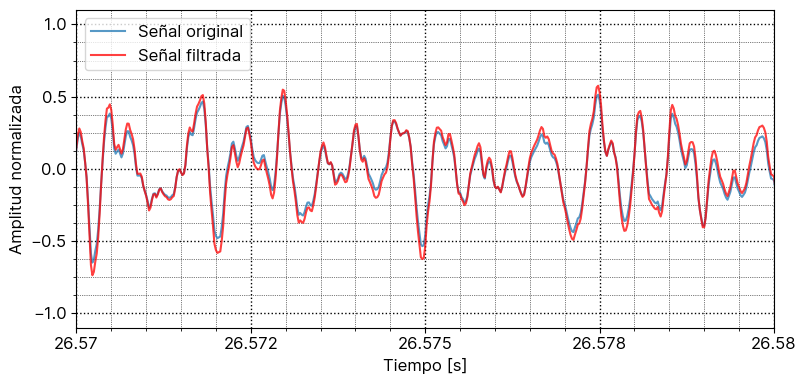 1.0
Señal original
Señal filtrada
0.5
0.0
−0.5
−1.0
Amplitud normalizada
26.57
26.572
26.575
26.578
26.58
Tiempo [s]